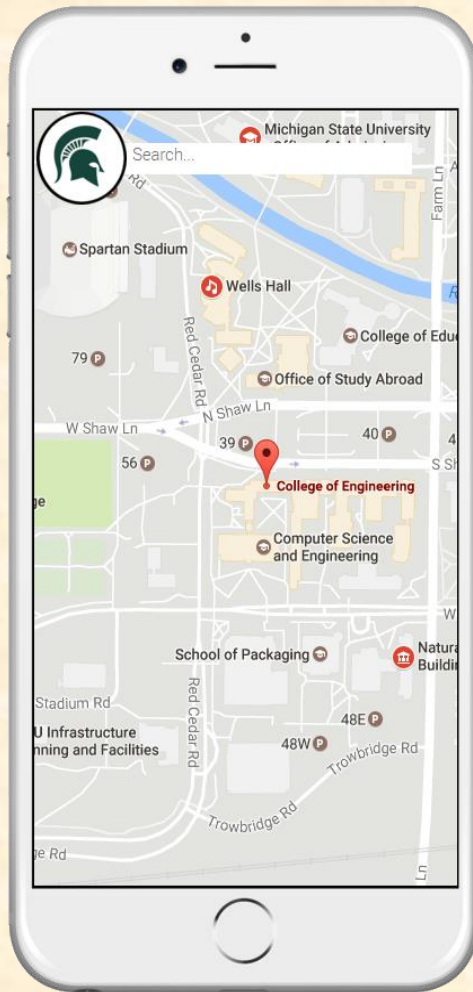 Michigan State University
Search...
Rd
Farm Ln
Spartan Stadium
Wells Hall
Red Cedar Rd
College of Edu
79 P
Office of Study Abroad
N Shaw Ln
W Shaw Ln
39 P
40 P
4
56 P
S Sh
College of Engineering
ge
Computer Science
and Engineering
W
School of Packaging
Natura
Buildin
Stadium Rd
Red Cedar Rd
48E P
U Infrastructure
nning and Facilities
48W P
Trowbridge Rd
Trowbridge Rd
ge Rd
Ln